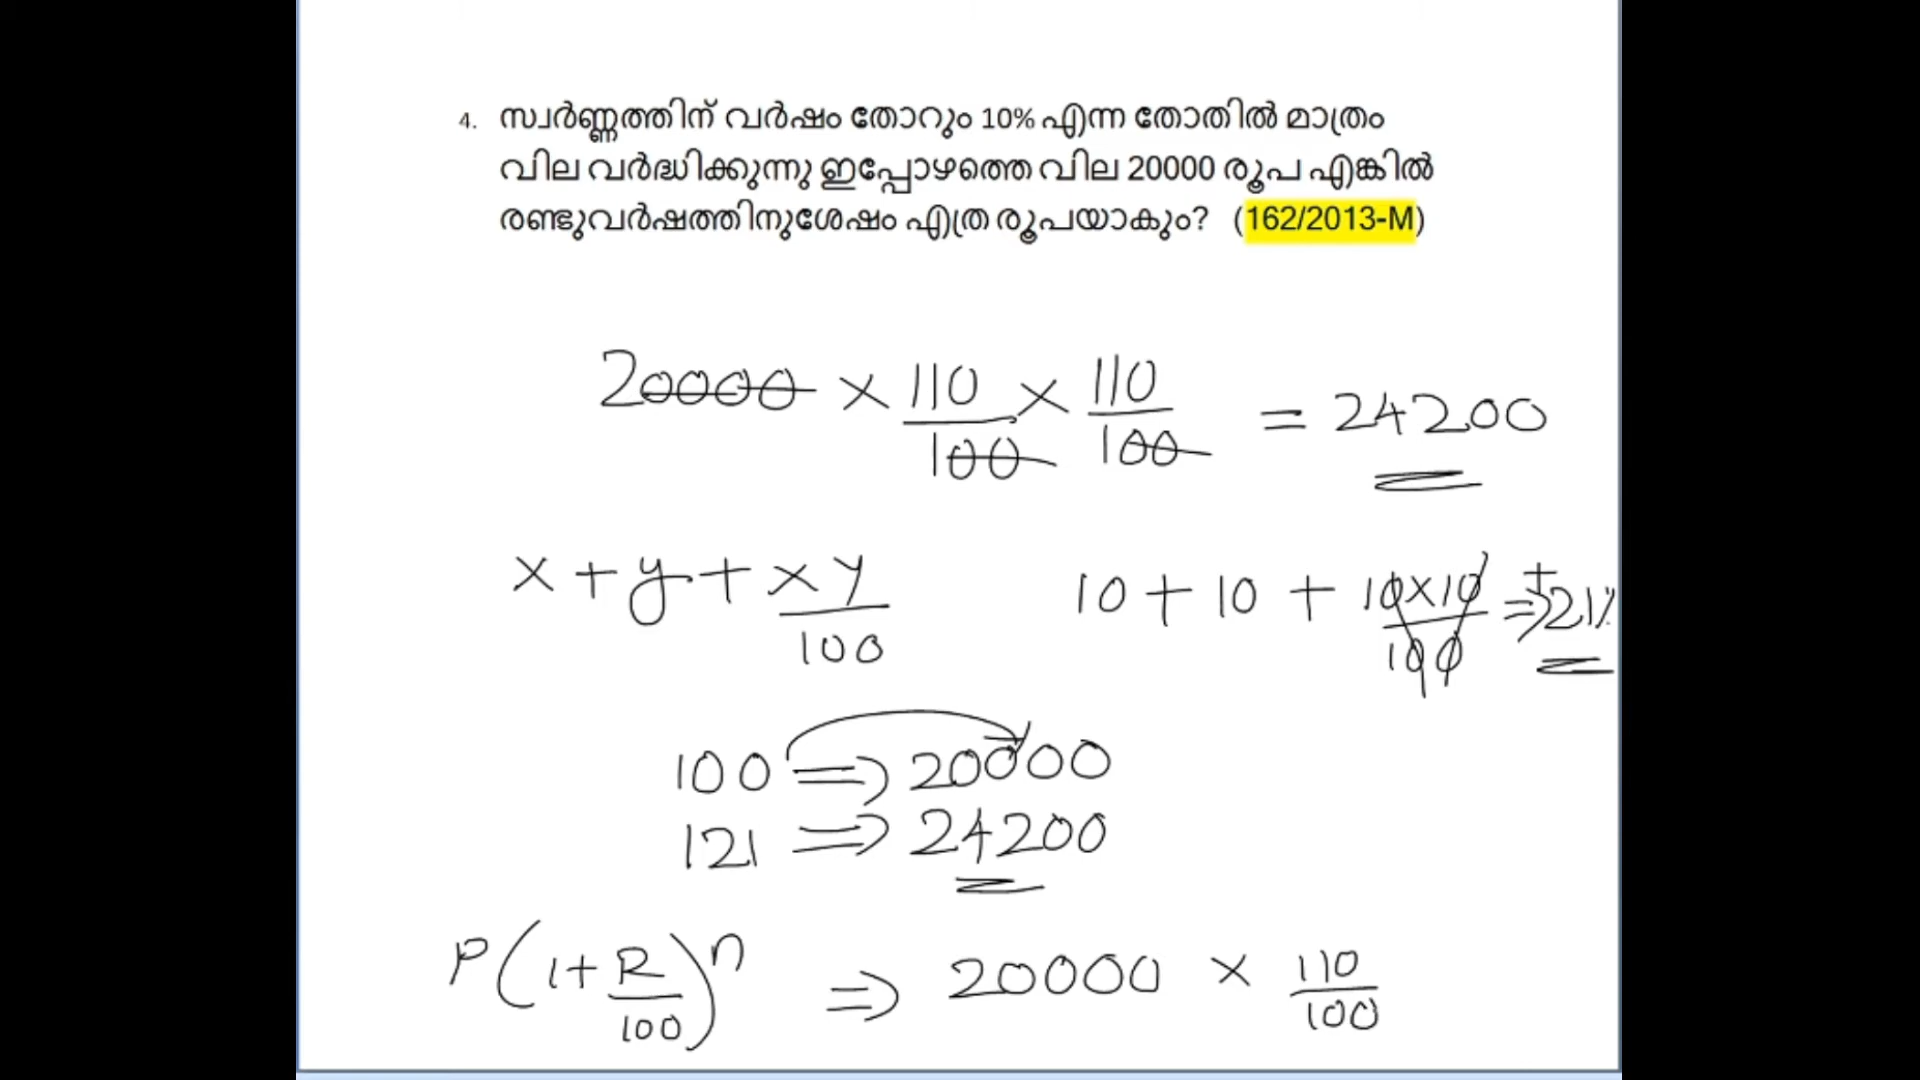 4. സ്വർണ്ണത്തിന് വർഷം തോറും 10% എന്ന തോതിൽ മാത്രം
വില വർദ്ധിക്കുന്നു ഇപ്പോഴത്തെ വില 20000 രൂപ എങ്കിൽ
രണ്ടുവർഷത്തിനുശേഷം എത്ര രൂപയാകും? (162/2013-M)
20000 × 110/100 × 110/100 = 24200
x + y + xy/100 10 + 10 + 10×10/100 ⇒ +21%
100 ⇒ 20000
121 ⇒ 24200
P(1+R/100)^n ⇒ 20000 × 110/100